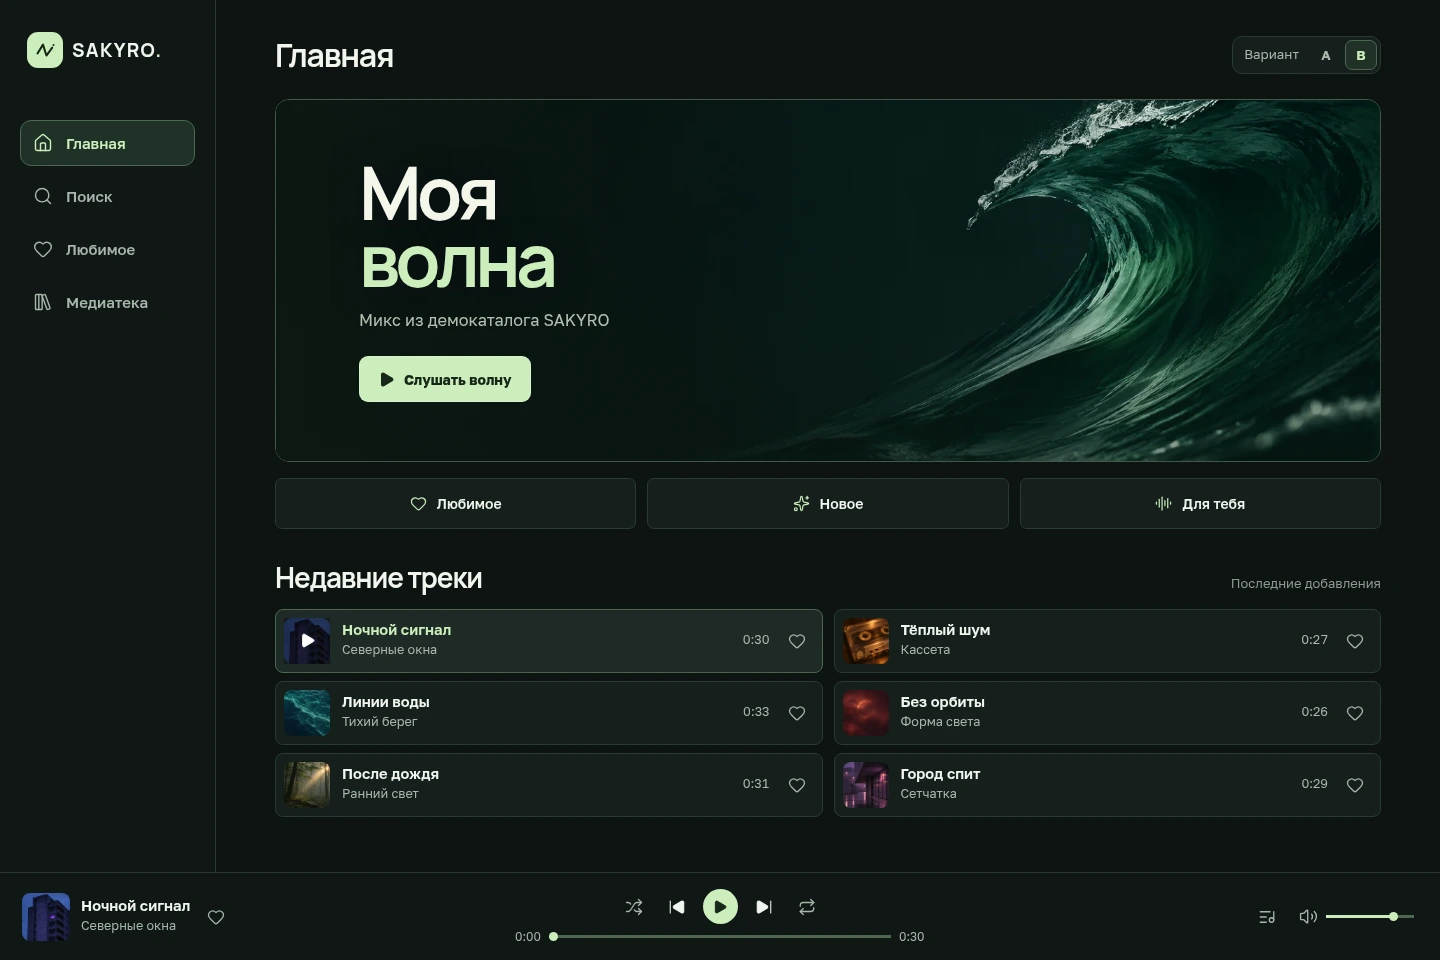 SAKYRO.
Главная
Поиск
Любимое
Медиатека
Главная
Вариант A B
Моя
волна
Микс из демокаталога SAKYRO
Слушать волну
Любимое
Новое
Для тебя
Недавние треки
Последние добавления
Ночной сигнал
Северные окна
0:30
Тёплый шум
Кассета
0:27
Линии воды
Тихий берег
0:33
Без орбиты
Форма света
0:26
После дождя
Ранний свет
0:31
Город спит
Сетчатка
0:29
Ночной сигнал
Северные окна
0:00
0:30